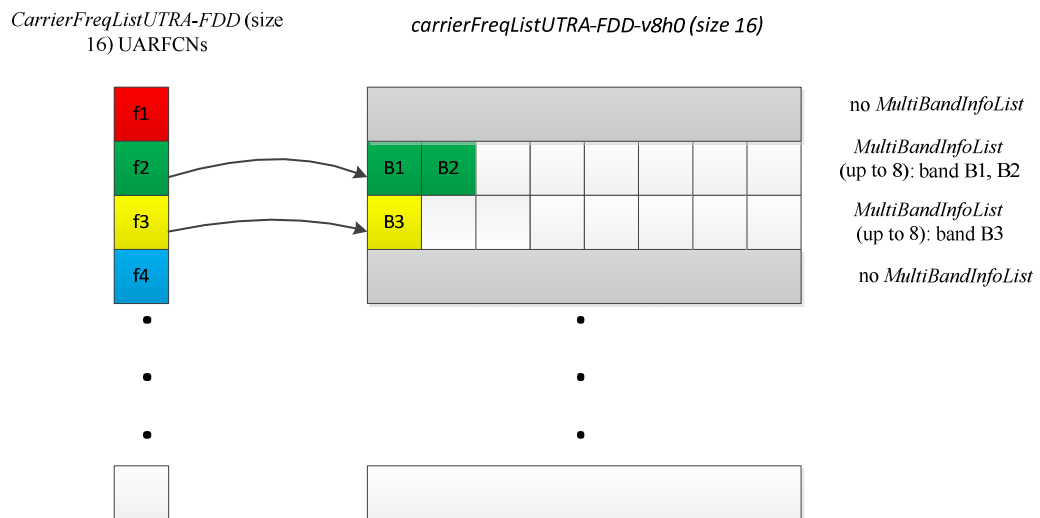 CarrierFreqListUTRA-FDD (size
16) UARFCNs
carrierFreqListUTRA-FDD-v8h0 (size 16)
f1
no MultiBandInfoList
f2
B1 B2
MultiBandInfoList
(up to 8): band B1, B2
f3
B3
MultiBandInfoList
(up to 8): band B3
f4
no MultiBandInfoList